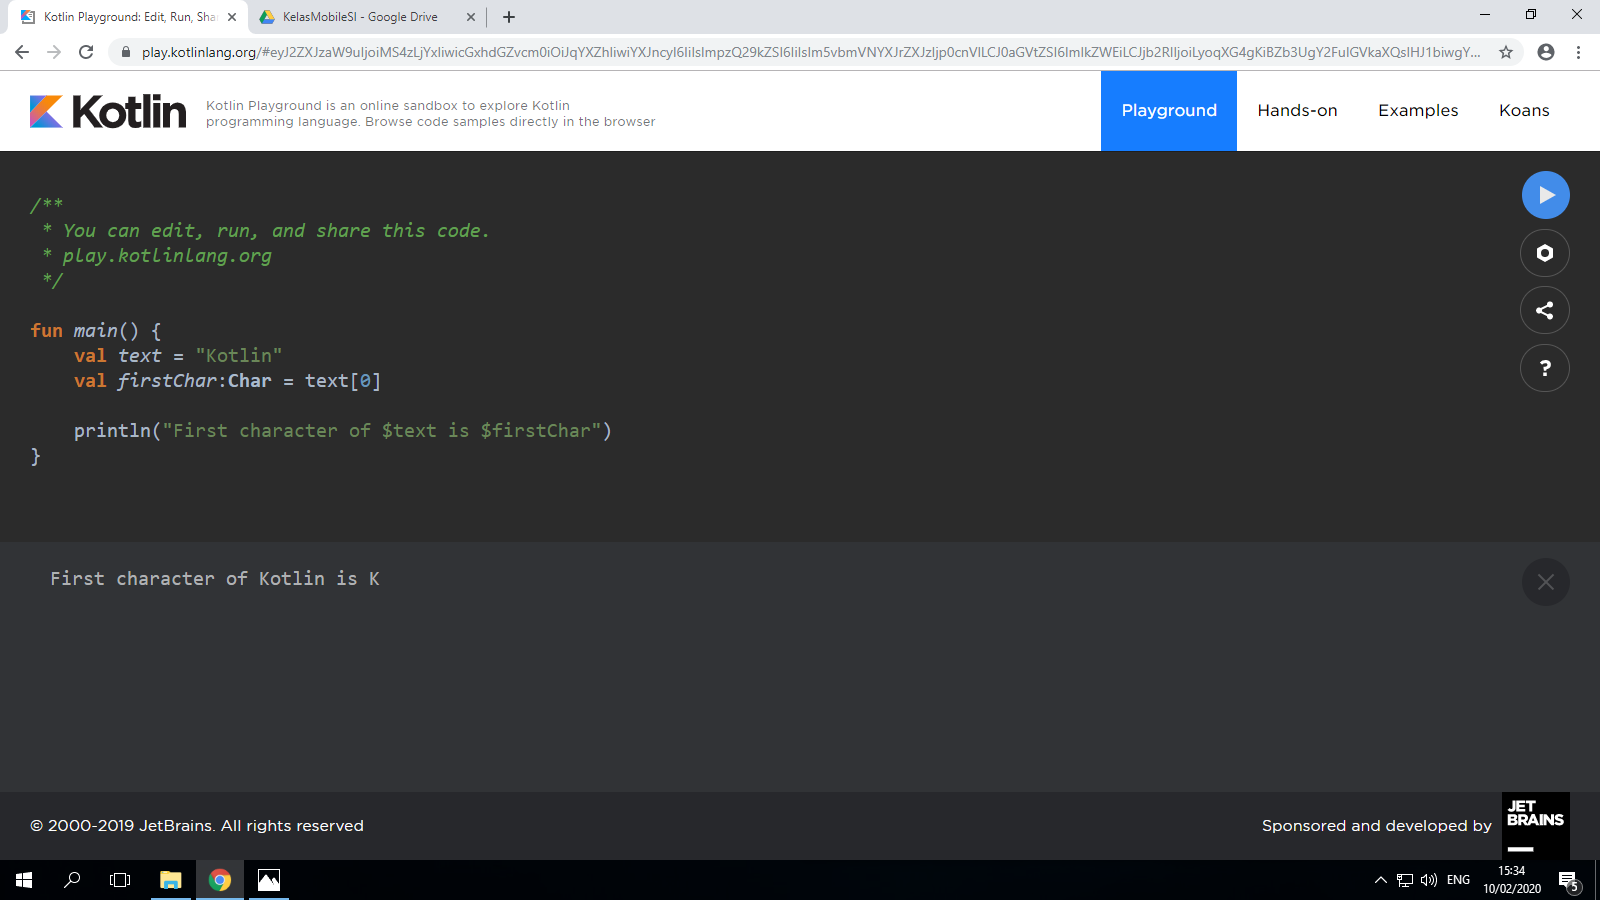 Kotlin Playground: Edit, Run, Sha
KelasMobileSI - Google Drive
Kotlin
Kotlin Playground is an online sandbox to explore Kotlin
programming language. Browse code samples directly in the browser
Playground
Hands-on
Examples
Koans
/**
* You can edit, run, and share this code.
* play.kotlinlang.org
*/
fun main() {
val text = "Kotlin"
val firstChar:Char = text[0]
println("First character of $text is $firstChar")
}
?
First character of Kotlin is K
© 2000-2019 JetBrains. All rights reserved
Sponsored and developed by
JET
BRAINS
ENG
15:34
10/02/2020
5